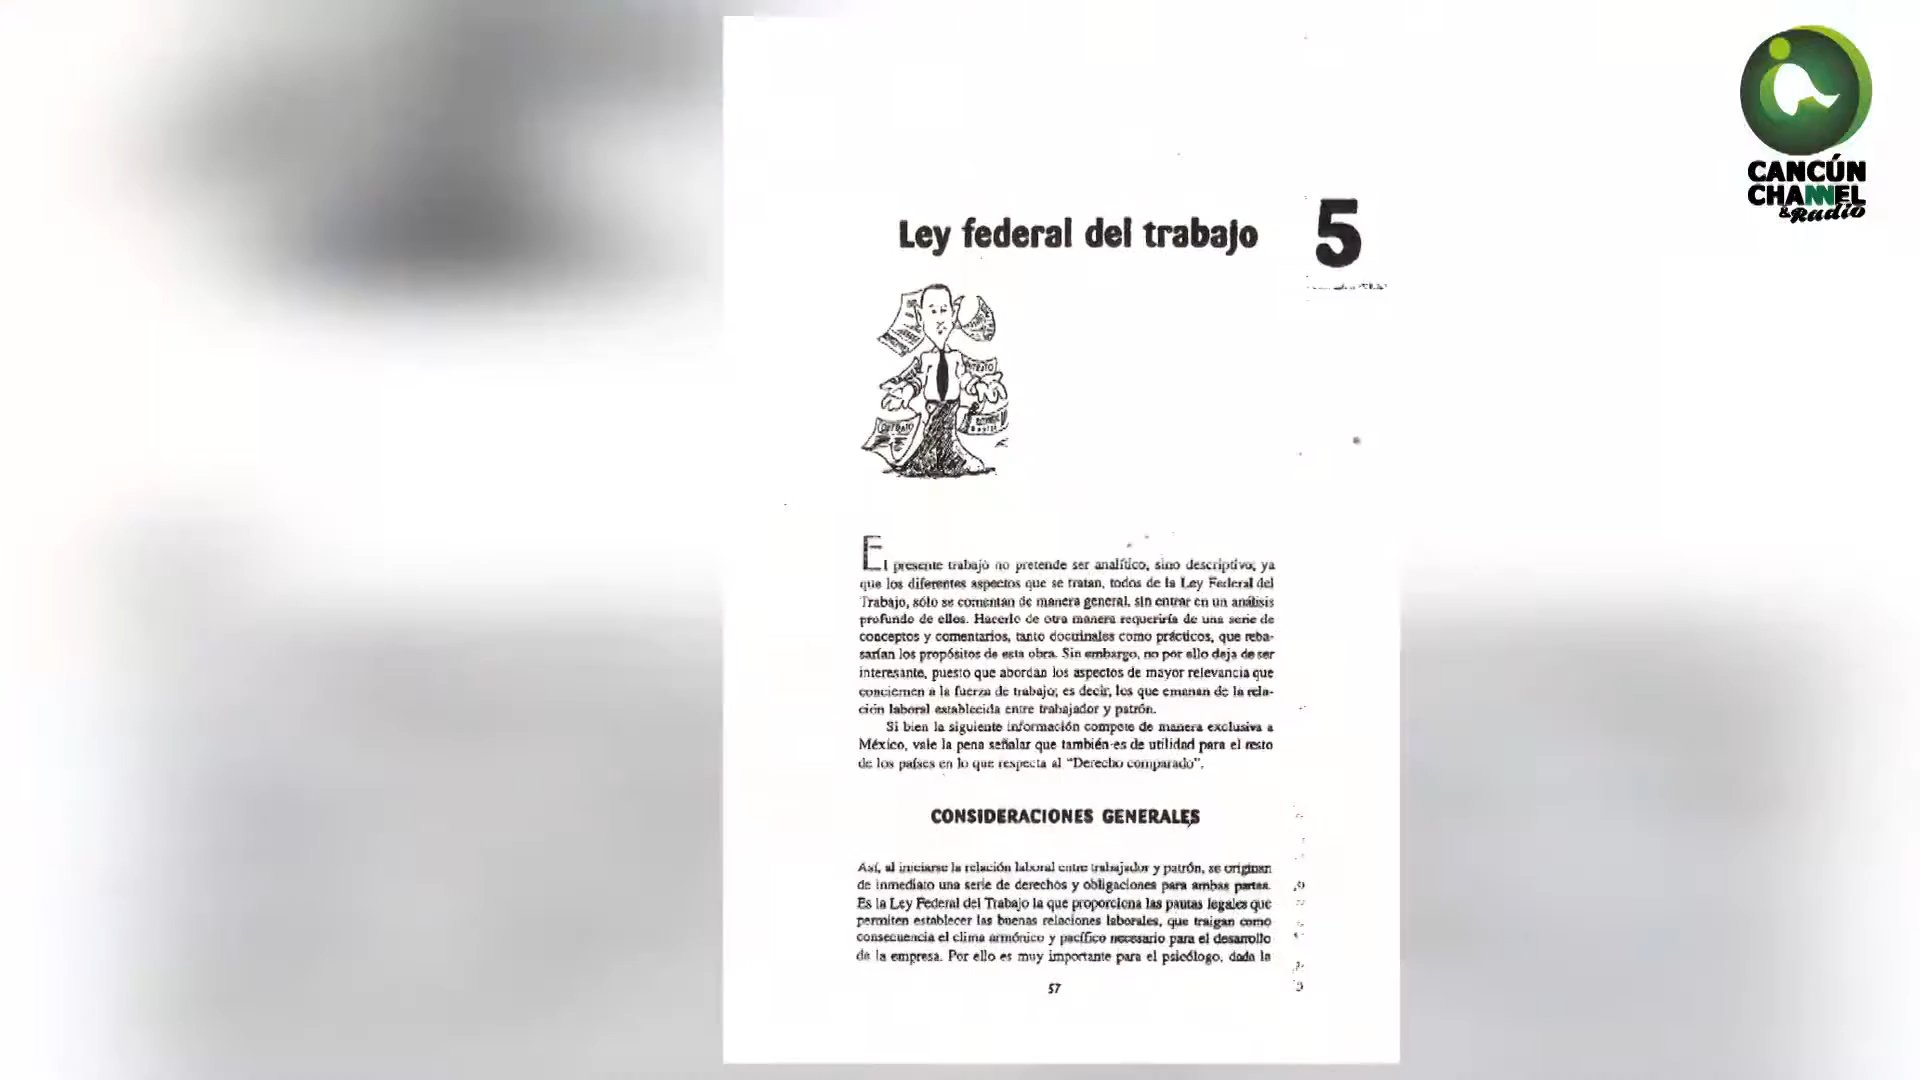 CANCÚN
CHANNEL
& Radio
Ley federal del trabajo
5
CONTRATO
El presente trabajo no pretende ser analítico, sino descriptivo, ya
que los diferentes aspectos que se tratan, todos de la Ley Federal del
Trabajo, sólo se comentan de manera general, sin entrar en un análisis
profundo de ellos. Hacerlo de otra manera requeriría de una serie de
conceptos y comentarios, tanto doctrinales como prácticos, que reba-
sarían los propósitos de esta obra. Sin embargo, no por ello deja de ser
interesante, puesto que abordan los aspectos de mayor relevancia que
conciernen a la fuerza de trabajo; es decir, los que emanan de la rela-
ción laboral establecida entre trabajador y patrón.
Si bien la siguiente información compete de manera exclusiva a
México, vale la pena señalar que también es de utilidad para el resto
de los países en lo que respecta al "Derecho comparado".
CONSIDERACIONES GENERALES
Así, al iniciarse la relación laboral entre trabajador y patrón, se originan
de inmediato una serie de derechos y obligaciones para ambas partes.
Es la Ley Federal del Trabajo la que proporciona las pautas legales que
permiten establecer las buenas relaciones laborales, que traigan como
consecuencia el clima armónico y pacífico necesario para el desarrollo
de la empresa. Por ello es muy importante para el psicólogo, dada la
57